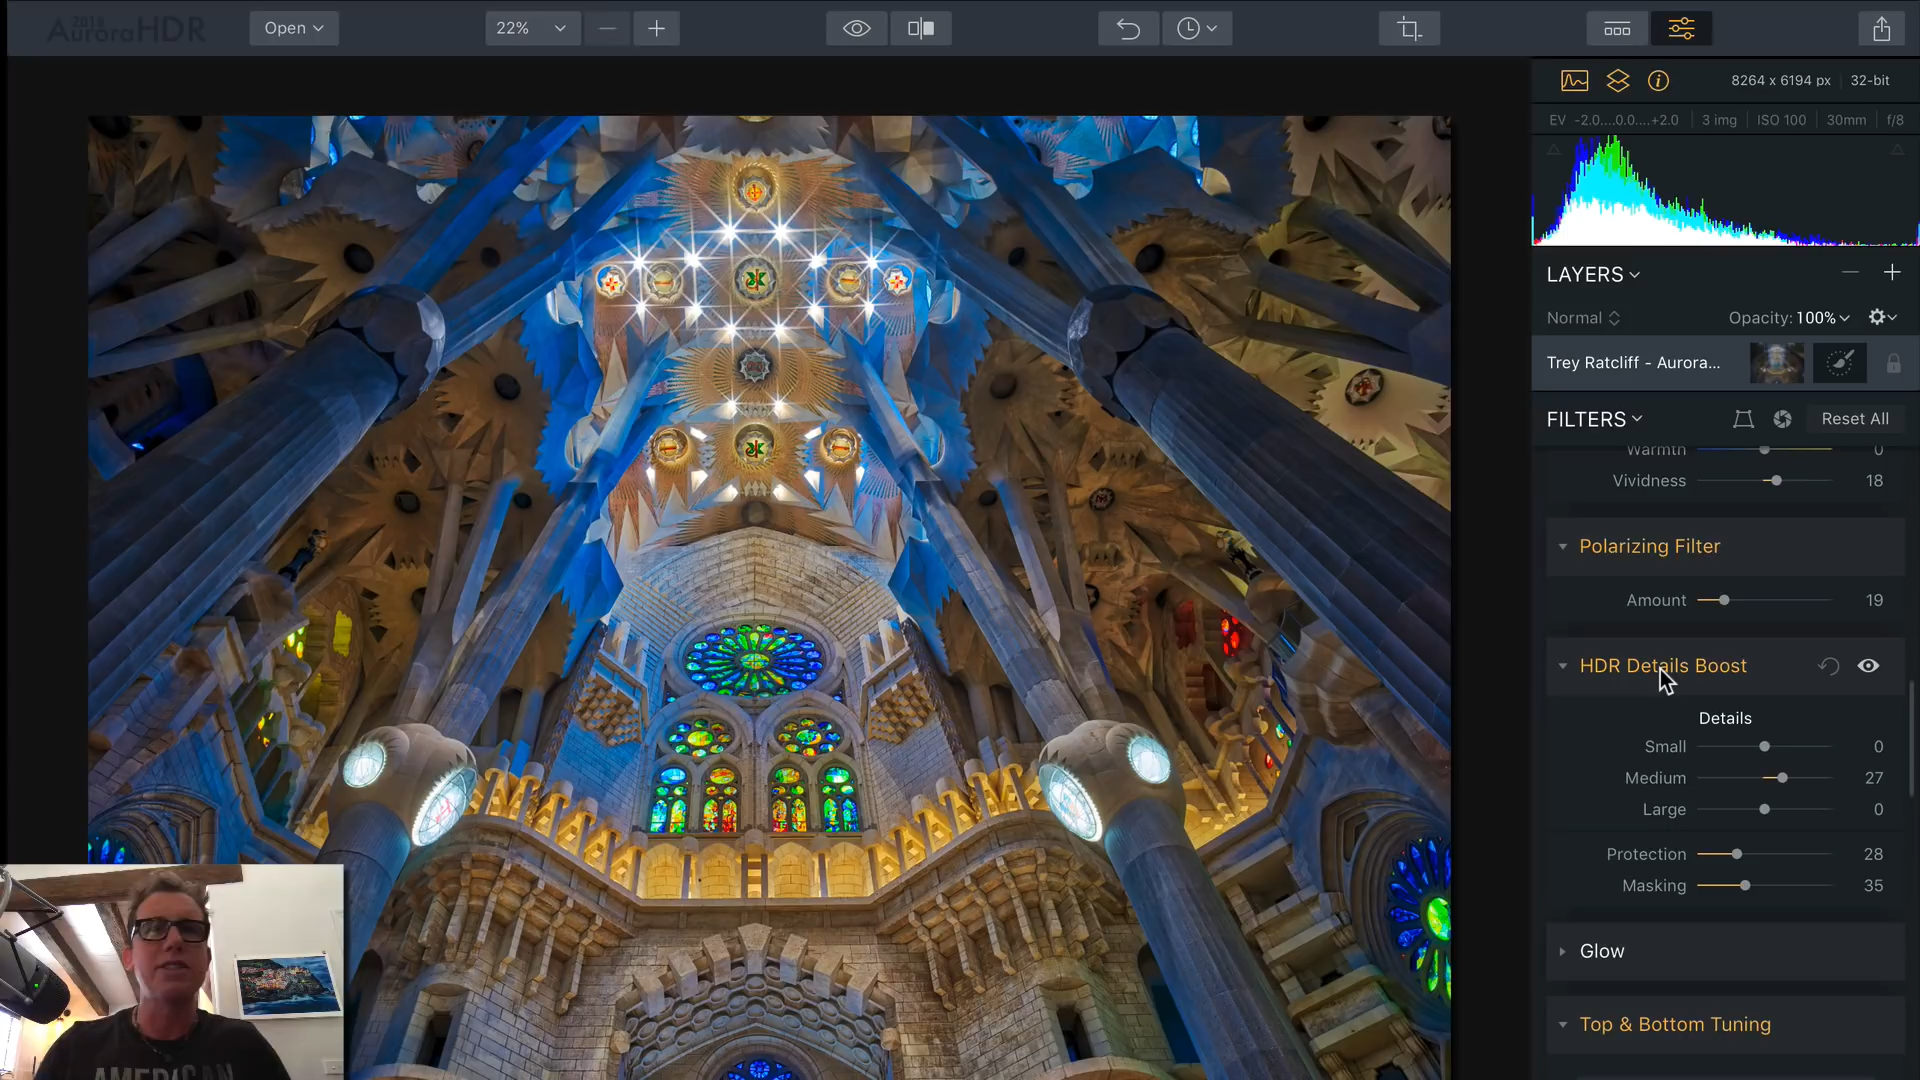 2018
AuroraHDR
Open
22%
8264 x 6194 px
32-bit
EV -2.0....0.0....+2.0
3 img
ISO 100
30mm
f/8
LAYERS
Normal
Opacity: 100%
Trey Ratcliff - Aurora...
FILTERS
Reset All
Warmth 0
Vividness 18
Polarizing Filter
Amount 19
HDR Details Boost
Details
Small 0
Medium 27
Large 0
Protection 28
Masking 35
Glow
Top & Bottom Tuning
AMERICAN